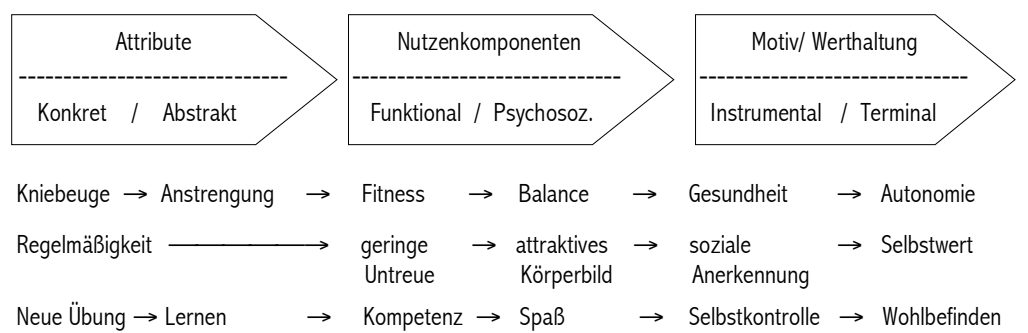 Attribute Nutzenkomponenten Motiv/ Werthaltung
Konkret / Abstrakt Funktional / Psychosoz. Instrumental / Terminal
Kniebeuge → Anstrengung → Fitness → Balance → Gesundheit → Autonomie
Regelmäßigkeit → geringe → attraktives → soziale → Selbstwert
Untreue Körperbild Anerkennung
Neue Übung → Lernen → Kompetenz → Spaß → Selbstkontrolle → Wohlbefinden